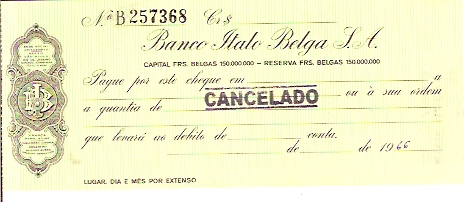 N.º B 257368 Cr$
Banco Italo Belga S.A.
CAPITAL FRS. BELGAS 150.000.000 — RESERVA FRS. BELGAS 150.000.000
Pague por este cheque em a
a quantia de CANCELADO ou à sua ordem
que levará no debito de conta.
de de 1966
LUGAR, DIA E MÊS POR EXTENSO